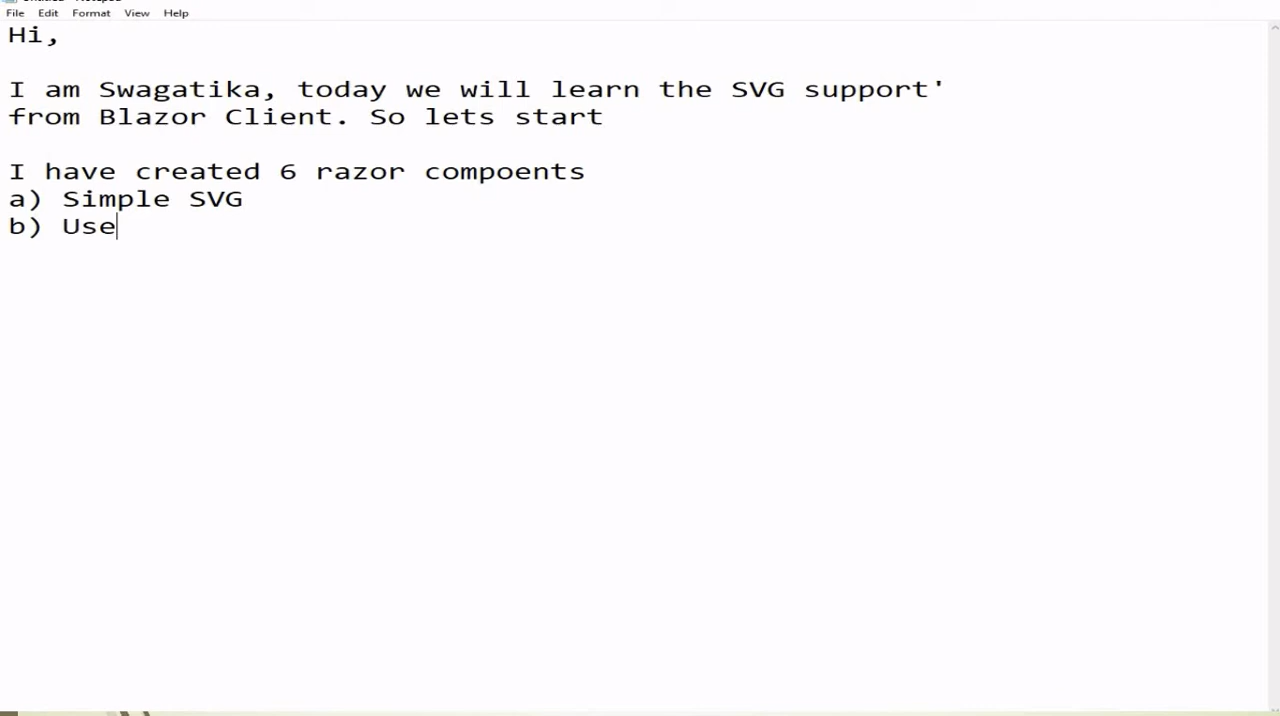 File Edit Format View Help
Hi,
I am Swagatika, today we will learn the SVG support'
from Blazor Client. So lets start
I have created 6 razor compoents
a) Simple SVG
b) Use